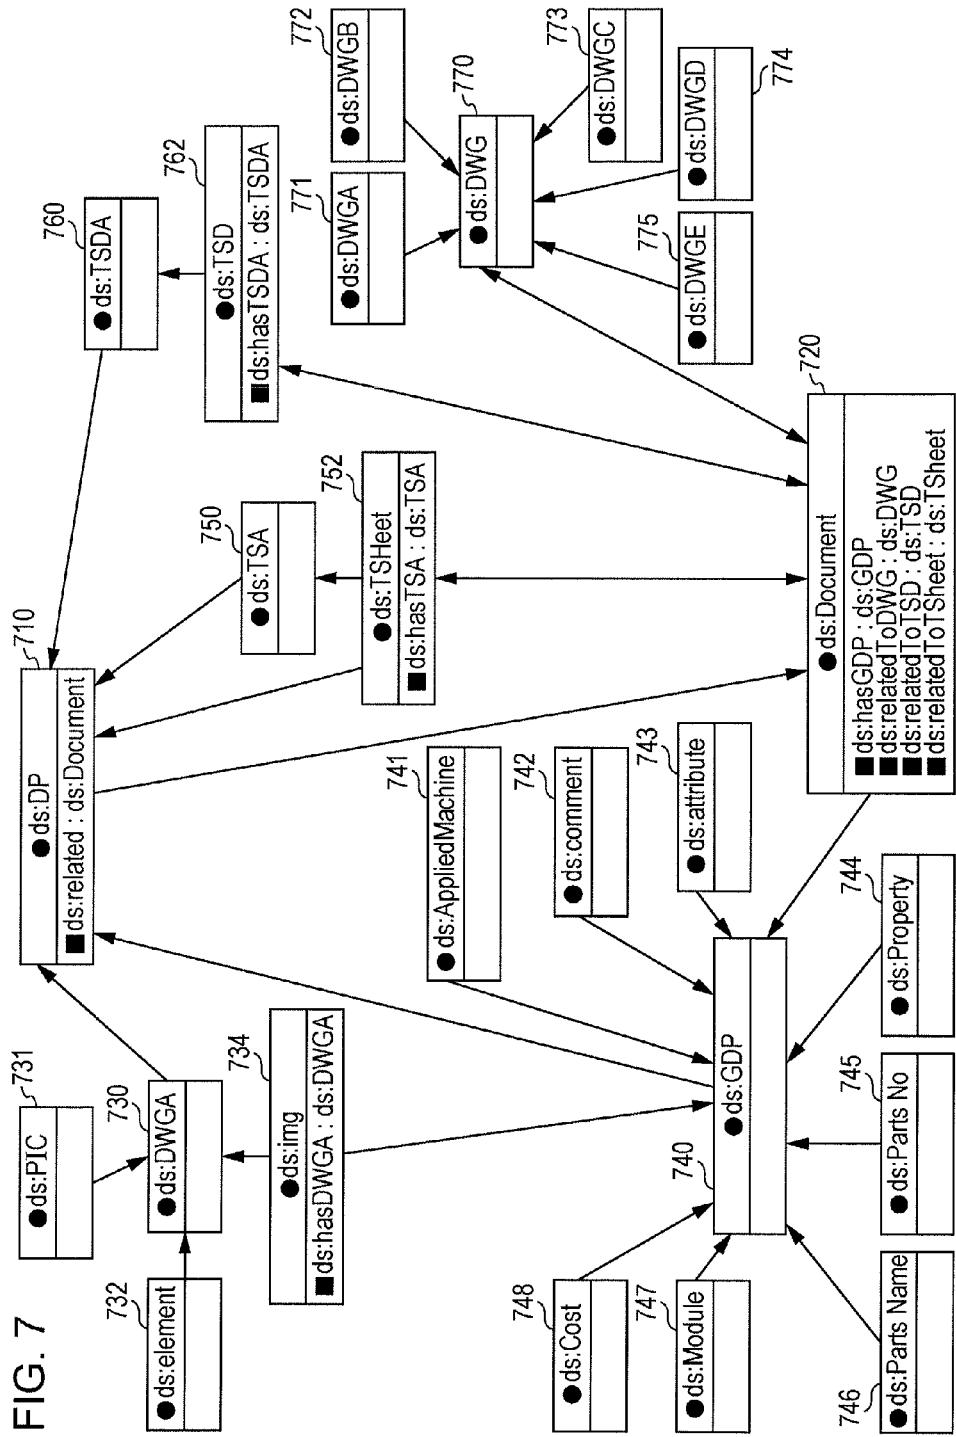 FIG. 7
731
●ds:PIC
732
●ds:element
730
●ds:DWGA
734
●ds:img
■ds:hasDWGA : ds:DWGA
710
●ds:DP
■ds:related : ds:Document
750
●ds:TSA
752
●ds:TSHeet
■ds:hasTSA : ds:TSA
760
●ds:TSDA
762
●ds:TSD
■ds:hasTSDA : ds:TSDA
771
●ds:DWGA
772
●ds:DWGB
770
●ds:DWG
773
●ds:DWGC
775
●ds:DWGE
774
●ds:DWGD
741
●ds:AppliedMachine
742
●ds:comment
743
●ds:attribute
748
●ds:Cost
747
●ds:Module
740
●ds:GDP
720
●ds:Document
■ds:hasGDP : ds:GDP
■ds:relatedToDWG : ds:DWG
■ds:relatedToTSD : ds:TSD
■ds:relatedToTSheet : ds:TSheet
746
●ds:Parts Name
745
●ds:Parts No
744
●ds:Property